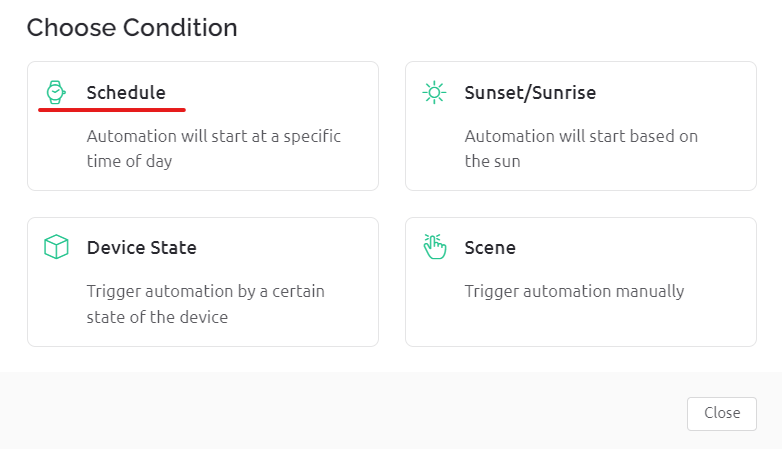 Choose Condition
Schedule
Automation will start at a specific
time of day
Sunset/Sunrise
Automation will start based on
the sun
Device State
Trigger automation by a certain
state of the device
Scene
Trigger automation manually
Close